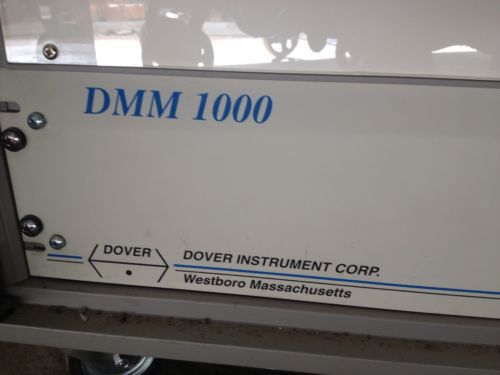 DMM 1000
DOVER
DOVER INSTRUMENT CORP.
Westboro Massachusetts